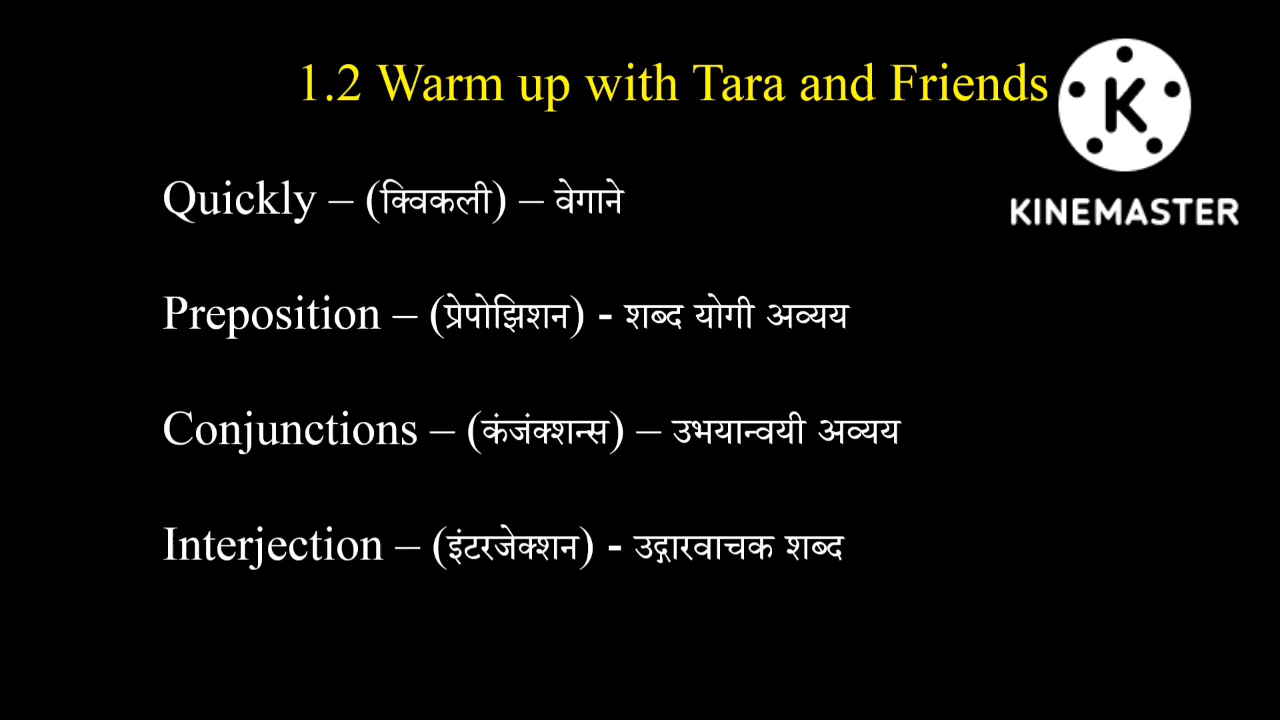 1.2 Warm up with Tara and Friends
K
KINEMASTER
Quickly – (क्विकली) – वेगाने
Preposition – (प्रेपोझिशन) - शब्द योगी अव्यय
Conjunctions – (कंजंक्शन्स) – उभयान्वयी अव्यय
Interjection – (इंटरजेक्शन) - उद्गारवाचक शब्द